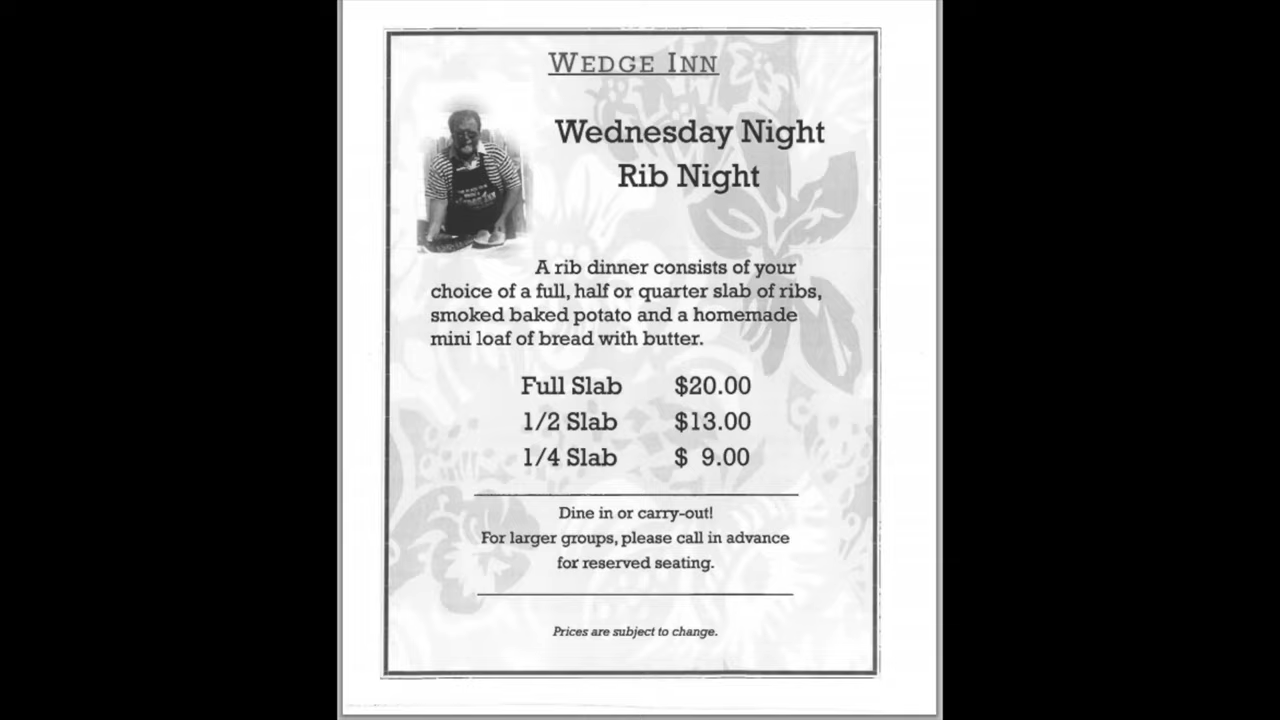 WEDGE INN
Wednesday Night
Rib Night
A rib dinner consists of your
choice of a full, half or quarter slab of ribs,
smoked baked potato and a homemade
mini loaf of bread with butter.
Full Slab $20.00
1/2 Slab $13.00
1/4 Slab $ 9.00
Dine in or carry-out!
For larger groups, please call in advance
for reserved seating.
Prices are subject to change.